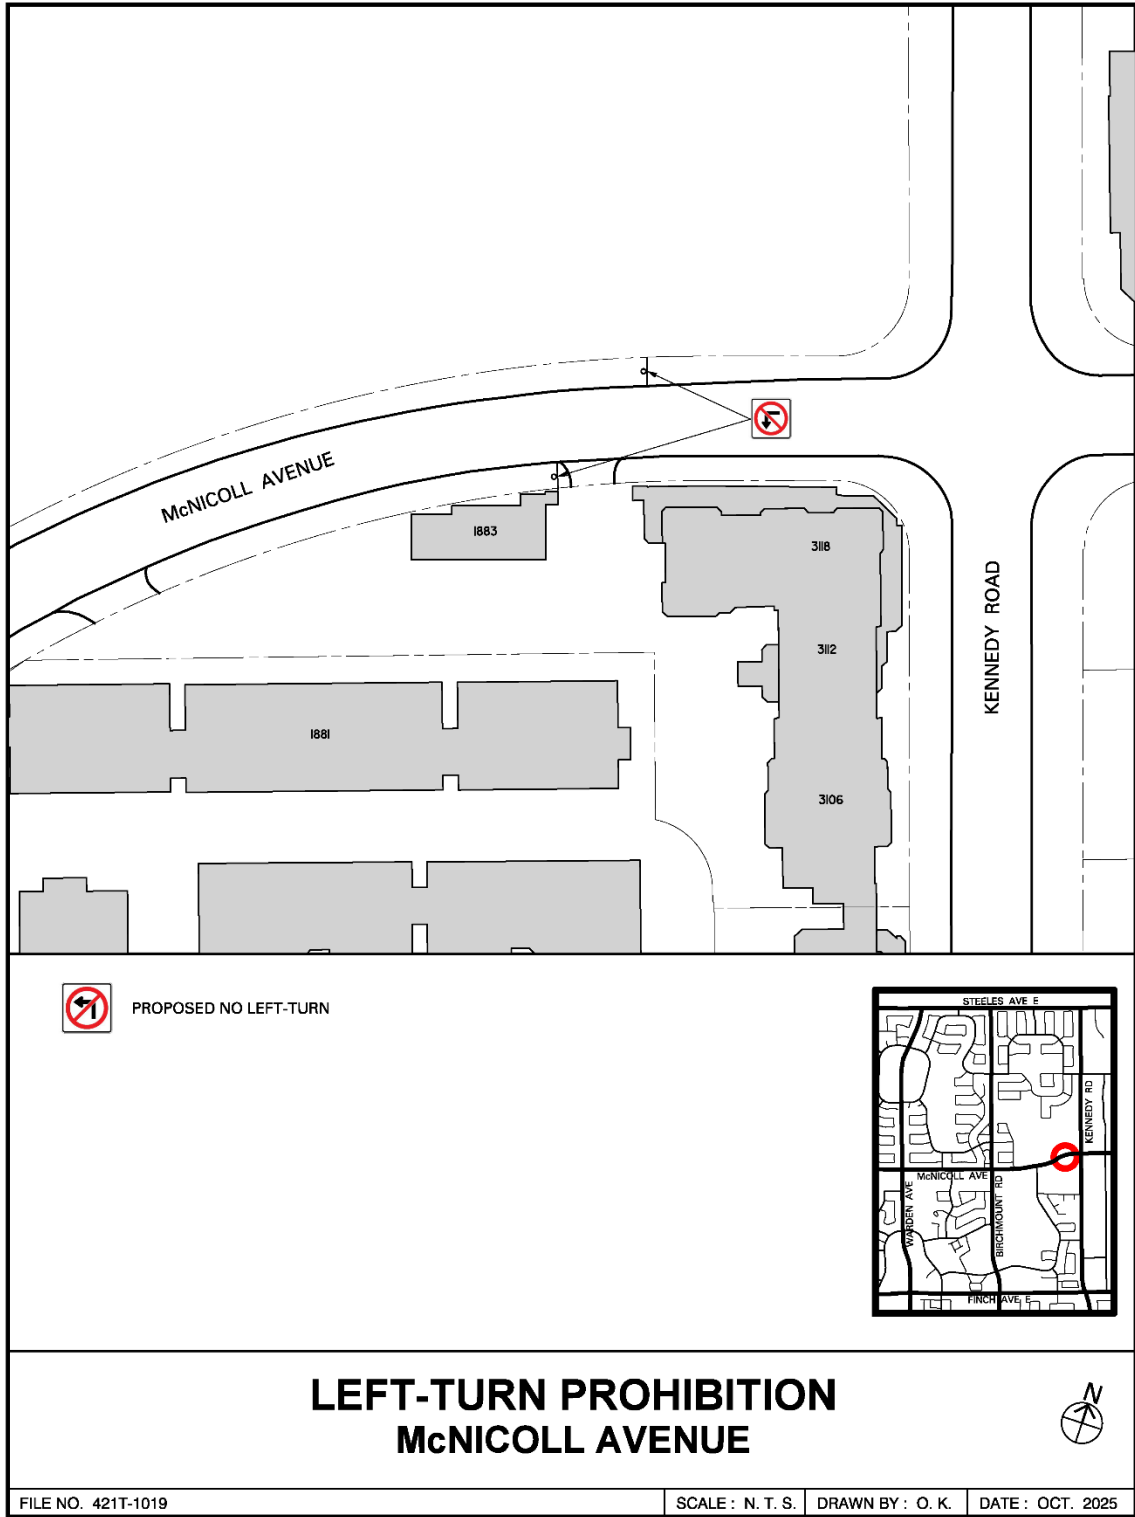 McNICOLL AVENUE
1883
3118
3112
KENNEDY ROAD
1881
3106
PROPOSED NO LEFT-TURN
STEELES AVE E
KENNEDY RD
McNICOLL AVE
WARDEN AVE
BIRCHMOUNT RD
FINCH AVE E
LEFT-TURN PROHIBITION
McNICOLL AVENUE
N
FILE NO. 421T-1019
SCALE : N. T. S.
DRAWN BY : O. K.
DATE : OCT. 2025